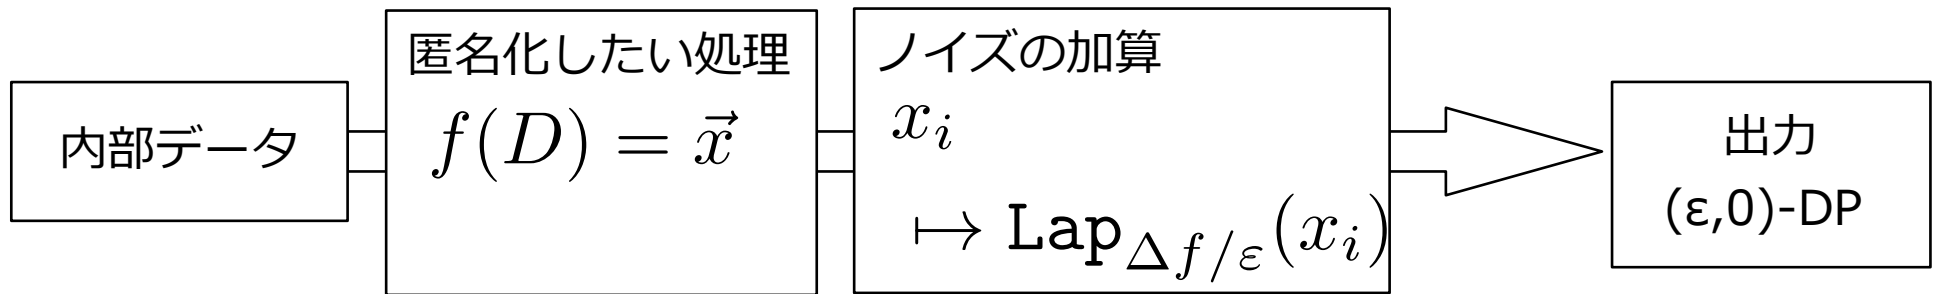 内部データ
匿名化したい処理
f(D) = \vec{x}
ノイズの加算
x_i
↦ Lap_{Δf/ε}(x_i)
出力
(ε,0)-DP